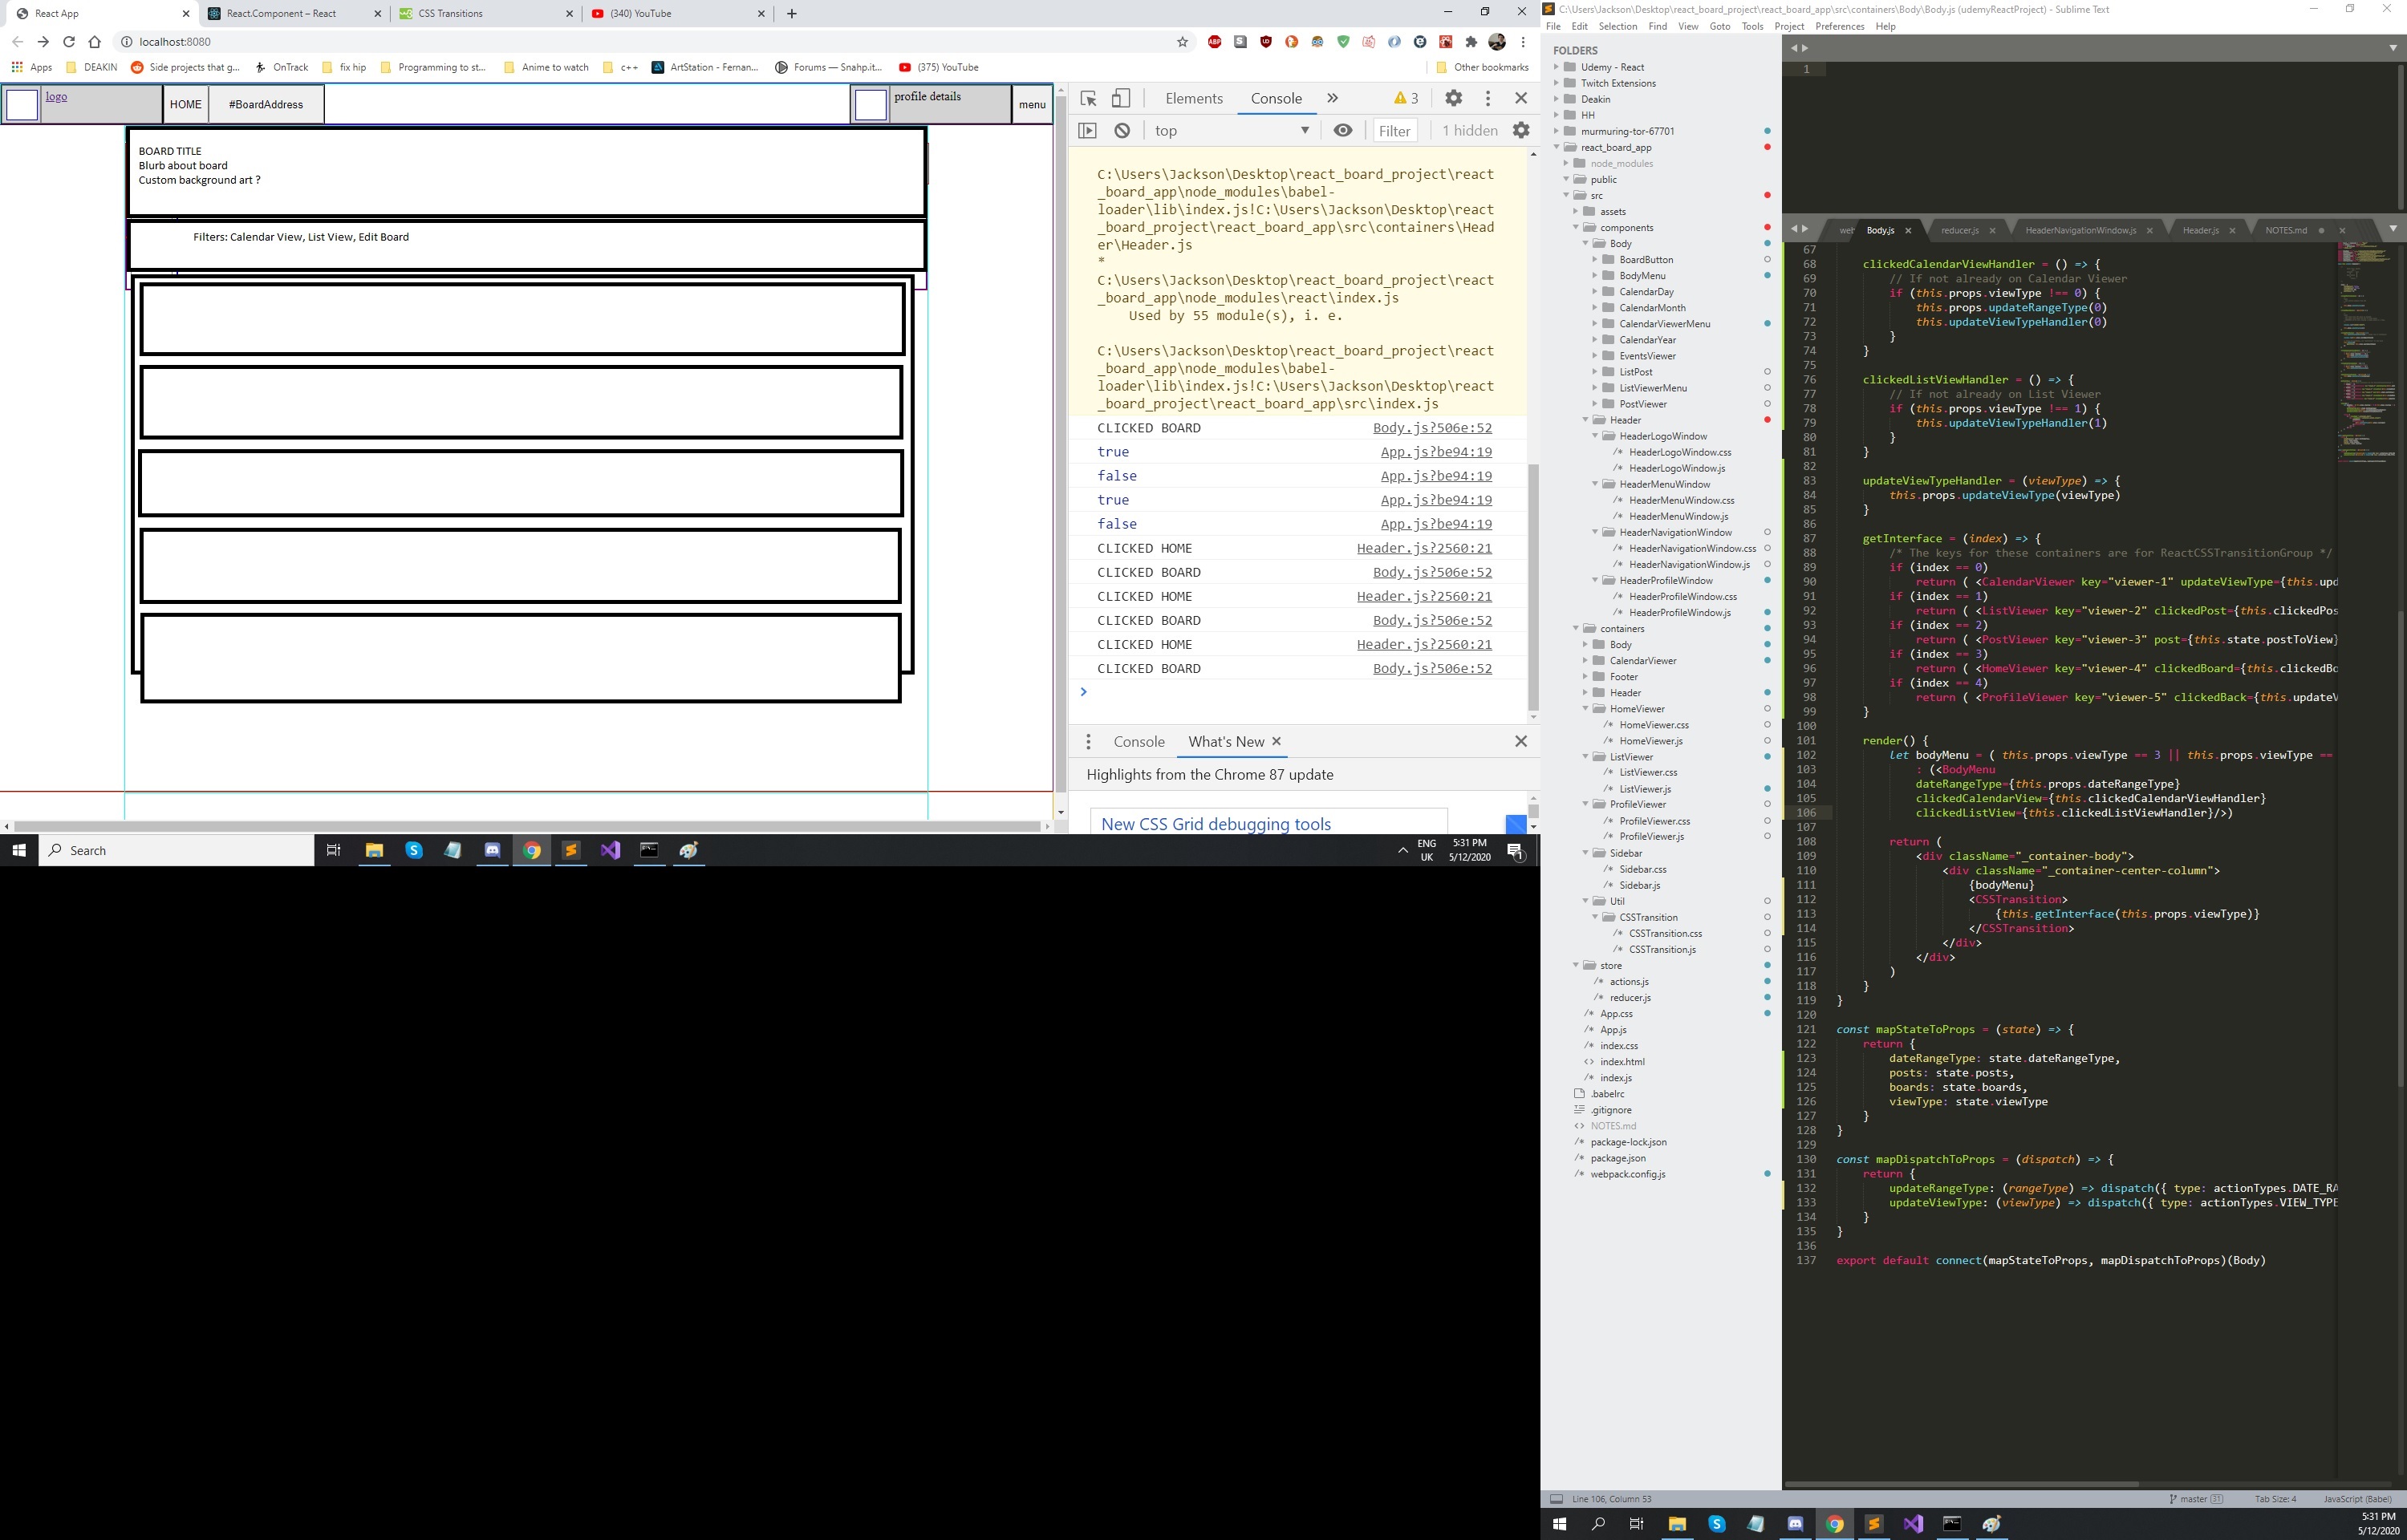 React App
React.Component – React
CSS Transitions
(340) YouTube
localhost:8080
Apps
DEAKIN
Side projects that g...
OnTrack
fix hip
Programming to st...
Anime to watch
c++
ArtStation - Fernan...
Forums — Snahp.it...
(375) YouTube
Other bookmarks
logo
HOME
#BoardAddress
profile details
menu
BOARD TITLE
Blurb about board
Custom background art ?
Filters: Calendar View, List View, Edit Board
Elements
Console
3
top
Filter
1 hidden
C:\Users\Jackson\Desktop\react_board_project\react
_board_app\node_modules\babel-
loader\lib\index.js!C:\Users\Jackson\Desktop\react
_board_project\react_board_app\src\containers\Head
er\Header.js
*
C:\Users\Jackson\Desktop\react_board_project\react
_board_app\node_modules\react\index.js
Used by 55 module(s), i. e.
C:\Users\Jackson\Desktop\react_board_project\react
_board_app\node_modules\babel-
loader\lib\index.js!C:\Users\Jackson\Desktop\react
_board_project\react_board_app\src\index.js
CLICKED BOARD Body.js?506e:52
true App.js?be94:19
false App.js?be94:19
true App.js?be94:19
false App.js?be94:19
CLICKED HOME Header.js?2560:21
CLICKED BOARD Body.js?506e:52
CLICKED HOME Header.js?2560:21
CLICKED BOARD Body.js?506e:52
CLICKED HOME Header.js?2560:21
CLICKED BOARD Body.js?506e:52
Console
What's New
Highlights from the Chrome 87 update
New CSS Grid debugging tools
Search
ENG
UK
5:31 PM
5/12/2020
1
C:\Users\Jackson\Desktop\react_board_project\react_board_app\src\containers\Body\Body.js (udemyReactProject) - Sublime Text
File Edit Selection Find View Goto Tools Project Preferences Help
FOLDERS
Udemy - React
Twitch Extensions
Deakin
HH
murmuring-tor-67701
react_board_app
node_modules
public
src
assets
components
Body
BoardButton
BodyMenu
CalendarDay
CalendarMonth
CalendarViewerMenu
CalendarYear
EventsViewer
ListPost
ListViewerMenu
PostViewer
Header
HeaderLogoWindow
/* HeaderLogoWindow.css
/* HeaderLogoWindow.js
HeaderMenuWindow
/* HeaderMenuWindow.css
/* HeaderMenuWindow.js
HeaderNavigationWindow
/* HeaderNavigationWindow.css
/* HeaderNavigationWindow.js
HeaderProfileWindow
/* HeaderProfileWindow.css
/* HeaderProfileWindow.js
containers
Body
CalendarViewer
Footer
Header
HomeViewer
/* HomeViewer.css
/* HomeViewer.js
ListViewer
/* ListViewer.css
/* ListViewer.js
ProfileViewer
/* ProfileViewer.css
/* ProfileViewer.js
Sidebar
/* Sidebar.css
/* Sidebar.js
Util
CSSTransition
/* CSSTransition.css
/* CSSTransition.js
store
/* actions.js
/* reducer.js
/* App.css
/* App.js
/* index.css
<> index.html
/* index.js
.babelrc
.gitignore
<> NOTES.md
/* package-lock.json
/* package.json
/* webpack.config.js
1
web
Body.js
reducer.js
HeaderNavigationWindow.js
Header.js
NOTES.md
67
68 clickedCalendarViewHandler = () => {
69 // If not already on Calendar Viewer
70 if (this.props.viewType !== 0) {
71 this.props.updateRangeType(0)
72 this.updateViewTypeHandler(0)
73 }
74 }
75
76 clickedListViewHandler = () => {
77 // If not already on List Viewer
78 if (this.props.viewType !== 1) {
79 this.updateViewTypeHandler(1)
80 }
81 }
82
83 updateViewTypeHandler = (viewType) => {
84 this.props.updateViewType(viewType)
85 }
86
87 getInterface = (index) => {
88 /* The keys for these containers are for ReactCSSTransitionGroup */
89 if (index == 0)
90 return ( <CalendarViewer key="viewer-1" updateViewType={this.upd
91 if (index == 1)
92 return ( <ListViewer key="viewer-2" clickedPost={this.clickedPos
93 if (index == 2)
94 return ( <PostViewer key="viewer-3" post={this.state.postToView}
95 if (index == 3)
96 return ( <HomeViewer key="viewer-4" clickedBoard={this.clickedBo
97 if (index == 4)
98 return ( <ProfileViewer key="viewer-5" clickedBack={this.updateV
99 }
100
101 render() {
102 let bodyMenu = ( this.props.viewType == 3 || this.props.viewType ==
103 : (<BodyMenu
104 dateRangeType={this.props.dateRangeType}
105 clickedCalendarView={this.clickedCalendarViewHandler}
106 clickedListView={this.clickedListViewHandler}/>)
107
108 return (
109 <div className="_container-body">
110 <div className="_container-center-column">
111 {bodyMenu}
112 <CSSTransition>
113 {this.getInterface(this.props.viewType)}
114 </CSSTransition>
115 </div>
116 </div>
117 )
118 }
119 }
120
121 const mapStateToProps = (state) => {
122 return {
123 dateRangeType: state.dateRangeType,
124 posts: state.posts,
125 boards: state.boards,
126 viewType: state.viewType
127 }
128 }
129
130 const mapDispatchToProps = (dispatch) => {
131 return {
132 updateRangeType: (rangeType) => dispatch({ type: actionTypes.DATE_RA
133 updateViewType: (viewType) => dispatch({ type: actionTypes.VIEW_TYPE
134 }
135 }
136
137 export default connect(mapStateToProps, mapDispatchToProps)(Body)
Line 106, Column 53
master 31
Tab Size: 4
JavaScript (Babel)
5:31 PM
5/12/2020